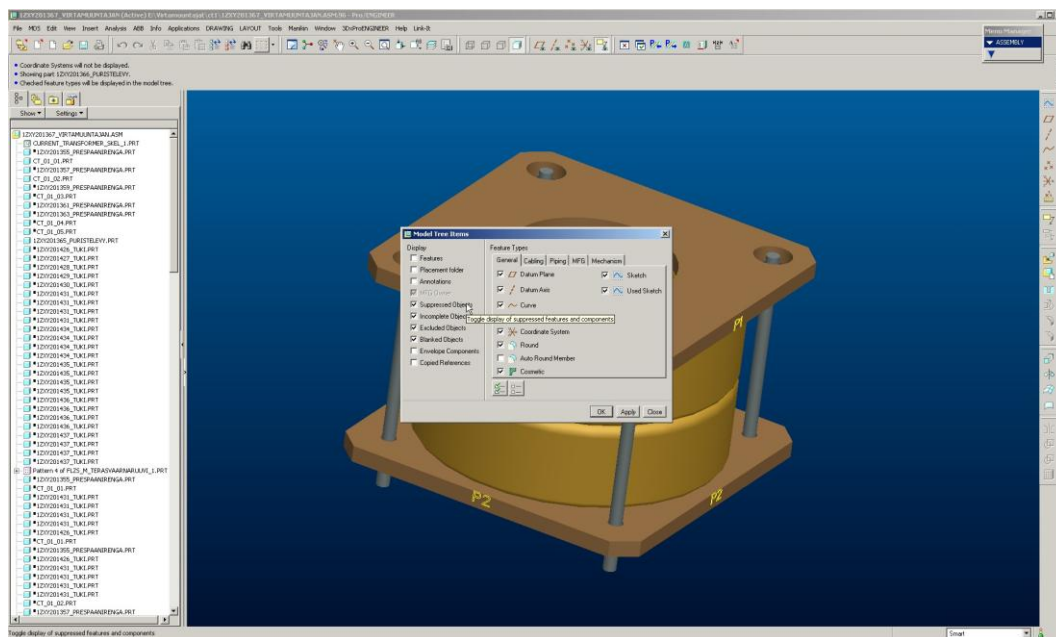 1ZXY201367_VIRTAMUUNTAJAN (Active) - Pro/ENGINEER
File MDS Edit View Insert Analysis ABB Info Applications DRAWING LAYOUT Tools Manikin Window 3DxProENGINEER Help Link-It
Menu Manager
ASSEMBLY
• Coordinate Systems will not be displayed.
• Showing part 1ZXY201366_PURISTELEVY.
• Checked feature types will be displayed in the model tree.
Show
Settings
1ZXY201367_VIRTAMUUNTAJAN.ASM
CURRENT_TRANSFORMER_SKEL_1.PRT
1ZXY201355_PRESPAANIRENGA.PRT
CT_01_01.PRT
1ZXY201357_PRESPAANIRENGA.PRT
CT_01_02.PRT
1ZXY201359_PRESPAANIRENGA.PRT
CT_01_03.PRT
1ZXY201361_PRESPAANIRENGA.PRT
1ZXY201363_PRESPAANIRENGA.PRT
CT_01_04.PRT
CT_01_05.PRT
1ZXY201365_PURISTELEVY.PRT
1ZXY201426_TUKI.PRT
1ZXY201427_TUKI.PRT
1ZXY201428_TUKI.PRT
1ZXY201429_TUKI.PRT
1ZXY201430_TUKI.PRT
1ZXY201431_TUKI.PRT
1ZXY201431_TUKI.PRT
1ZXY201431_TUKI.PRT
1ZXY201431_TUKI.PRT
1ZXY201434_TUKI.PRT
1ZXY201434_TUKI.PRT
1ZXY201434_TUKI.PRT
1ZXY201434_TUKI.PRT
1ZXY201435_TUKI.PRT
1ZXY201435_TUKI.PRT
1ZXY201435_TUKI.PRT
1ZXY201435_TUKI.PRT
1ZXY201436_TUKI.PRT
1ZXY201436_TUKI.PRT
1ZXY201436_TUKI.PRT
1ZXY201436_TUKI.PRT
1ZXY201437_TUKI.PRT
1ZXY201437_TUKI.PRT
1ZXY201437_TUKI.PRT
1ZXY201437_TUKI.PRT
Pattern 4 of FLZS_M_TERASVAARNARUUVI_1.PRT
1ZXY201355_PRESPAANIRENGA.PRT
CT_01_01.PRT
1ZXY201431_TUKI.PRT
1ZXY201431_TUKI.PRT
1ZXY201431_TUKI.PRT
1ZXY201431_TUKI.PRT
1ZXY201426_TUKI.PRT
CT_01_01.PRT
1ZXY201355_PRESPAANIRENGA.PRT
1ZXY201426_TUKI.PRT
1ZXY201431_TUKI.PRT
1ZXY201431_TUKI.PRT
1ZXY201431_TUKI.PRT
1ZXY201431_TUKI.PRT
CT_01_02.PRT
1ZXY201357_PRESPAANIRENGA.PRT
Model Tree Items
Display
Features
Placement folder
Annotations
MFG Owner
Suppressed Objects
Incomplete Objects
Excluded Objects
Blanked Objects
Envelope Components
Copied References
Feature Types
General Cabling Piping MFG Mechanism
Datum Plane
Sketch
Datum Axis
Used Sketch
Curve
Toggle display of suppressed features and components
Coordinate System
Round
Auto Round Member
Cosmetic
OK Apply Close
P1
P2
P2
Toggle display of suppressed features and components
Smart